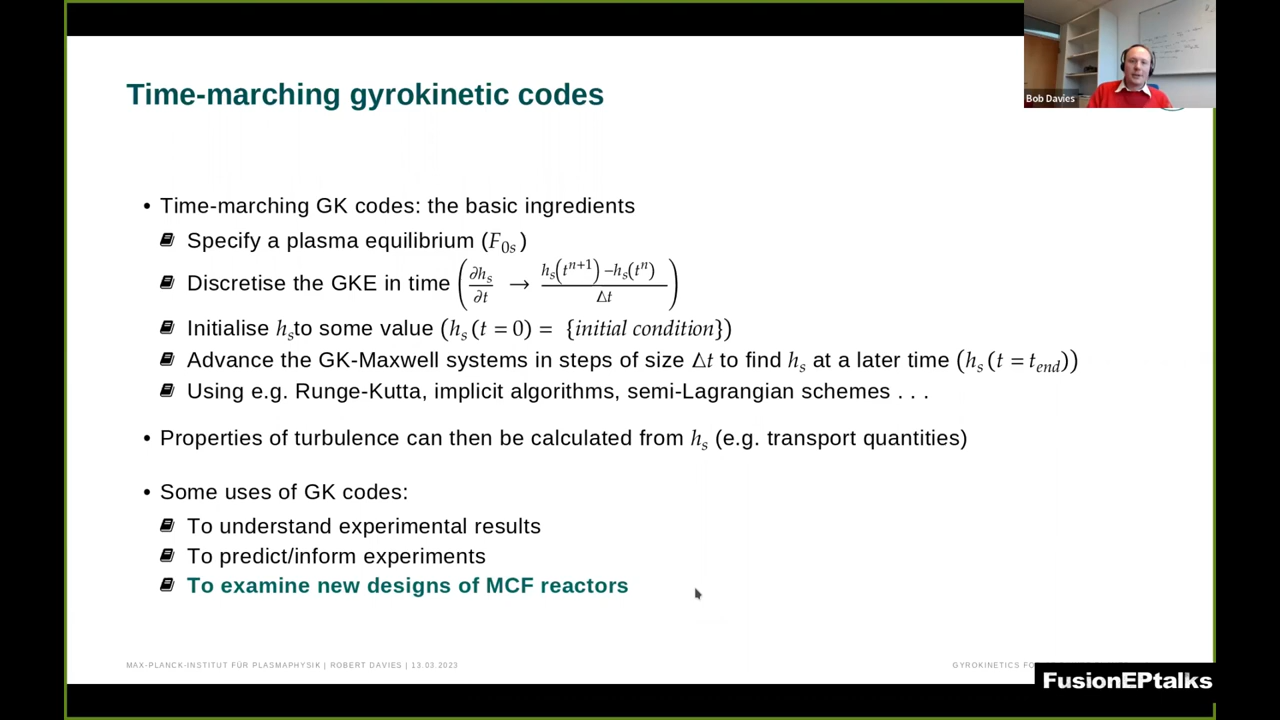 Time-marching gyrokinetic codes
Bob Davies
• Time-marching GK codes: the basic ingredients
Specify a plasma equilibrium (F₀ₛ)
Discretise the GKE in time (∂hₛ/∂t → (hₛ(tⁿ⁺¹) – hₛ(tⁿ))/Δt)
Initialise hₛto some value (hₛ(t = 0) = {initial condition})
Advance the GK-Maxwell systems in steps of size Δt to find hₛ at a later time (hₛ(t = t_end))
Using e.g. Runge-Kutta, implicit algorithms, semi-Lagrangian schemes . . .
• Properties of turbulence can then be calculated from hₛ (e.g. transport quantities)
• Some uses of GK codes:
To understand experimental results
To predict/inform experiments
To examine new designs of MCF reactors
MAX-PLANCK-INSTITUT FÜR PLASMAPHYSIK | ROBERT DAVIES | 13.03.2023
GYROKINETICS
FusionEPtalks